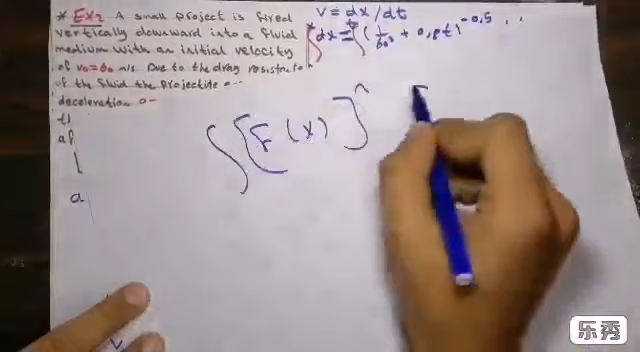 * Ex2 A small project is fired
vertically downward into a fluid
medium with an initial velocity
of v0=60 m/s. Due to the drag resistate
of the fluid the projectile a--
deceleration a-
af
a
v = dx/dt
∫dx=∫(1/60² + 0,8t)^-0,5 . .
∫[F(x)]^n
乐秀